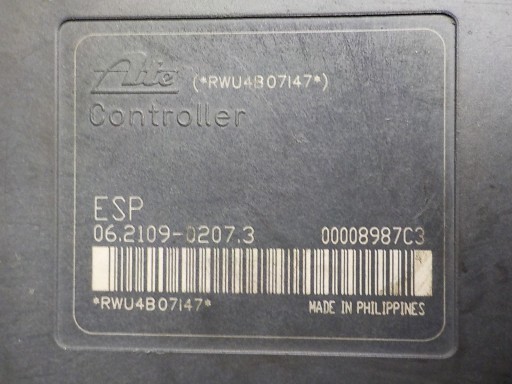 Ate (*RWU4B07147*)
Controller
ESP
06.2109-0207.3 00008987C3
*RWU4B07147* MADE IN PHILIPPINES